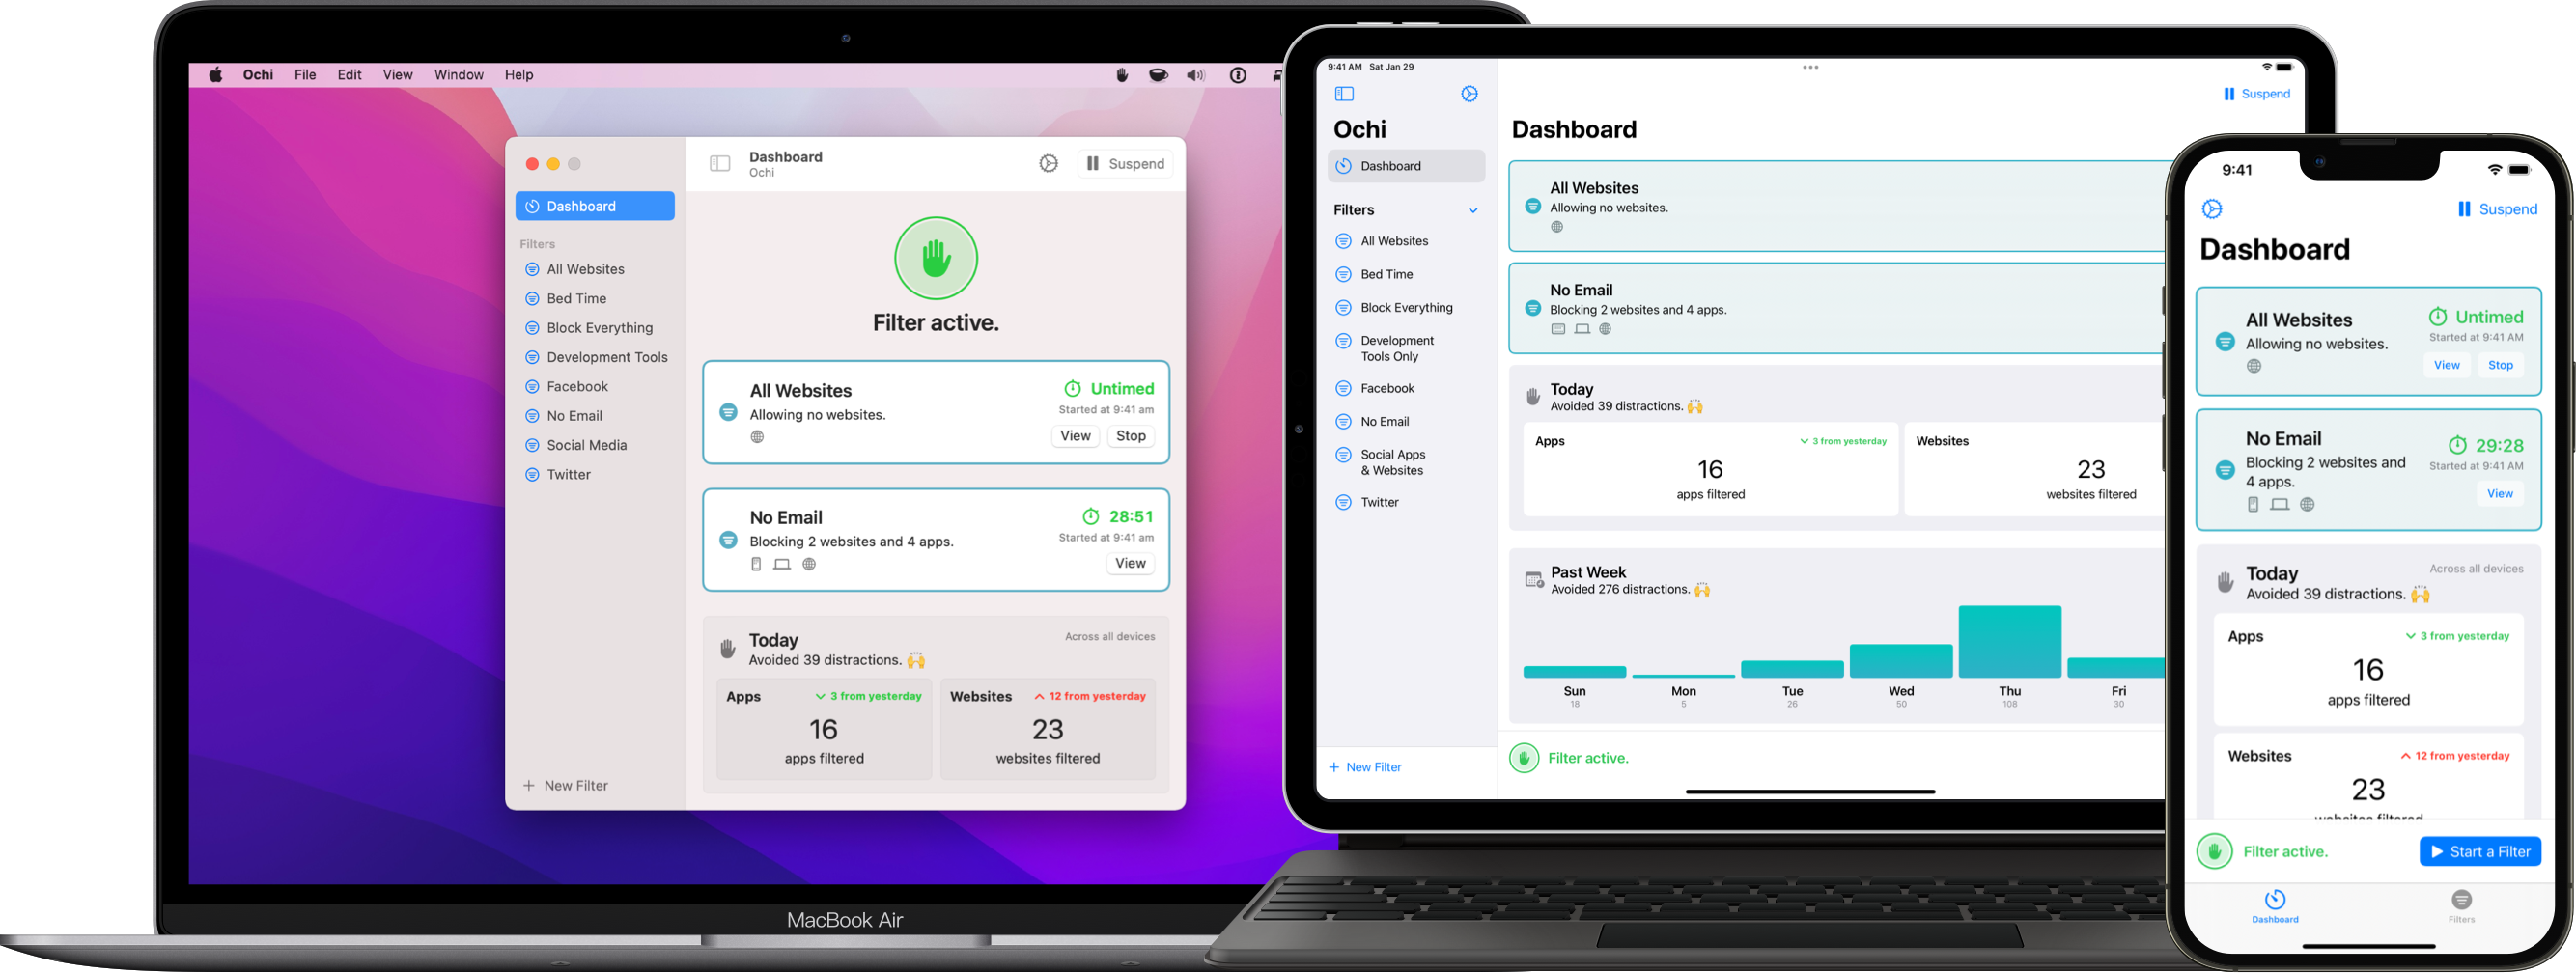 Ochi File Edit View Window Help
Dashboard
Ochi
Suspend
Dashboard
Filters
All Websites
Bed Time
Block Everything
Development Tools
Facebook
No Email
Social Media
Twitter
New Filter
Filter active.
All Websites
Allowing no websites.
Untimed
Started at 9:41 am
View Stop
No Email
Blocking 2 websites and 4 apps.
28:51
Started at 9:41 am
View
Today
Avoided 39 distractions. 🙌
Across all devices
Apps
3 from yesterday
16
apps filtered
Websites
12 from yesterday
23
websites filtered
MacBook Air
9:41 AM Sat Jan 29
Ochi
Dashboard
Filters
All Websites
Bed Time
Block Everything
Development
Tools Only
Facebook
No Email
Social Apps
& Websites
Twitter
New Filter
Suspend
Dashboard
All Websites
Allowing no websites.
No Email
Blocking 2 websites and 4 apps.
Today
Avoided 39 distractions. 🙌
Apps
3 from yesterday
16
apps filtered
Websites
23
websites filtered
Past Week
Avoided 276 distractions. 🙌
Sun Mon Tue Wed Thu Fri
18 5 26 50 108 30
Filter active.
9:41
Suspend
Dashboard
All Websites
Allowing no websites.
Untimed
Started at 9:41 AM
View Stop
No Email
Blocking 2 websites and
4 apps.
29:28
Started at 9:41 AM
View
Today
Avoided 39 distractions. 🙌
Across all devices
Apps
3 from yesterday
16
apps filtered
Websites
12 from yesterday
23
websites filtered
Filter active.
Start a Filter
Dashboard Filters